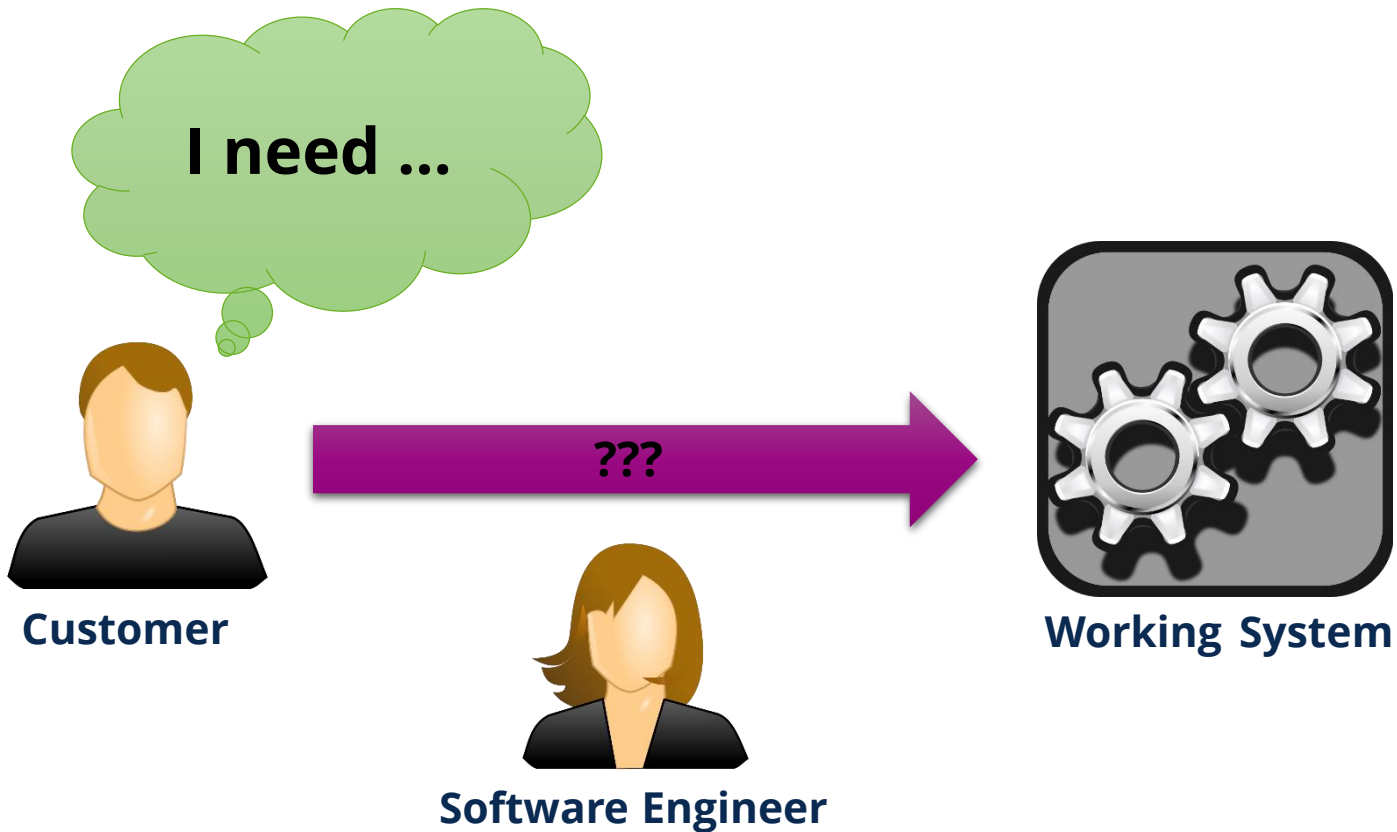 I need ...
???
Customer
Working System
Software Engineer